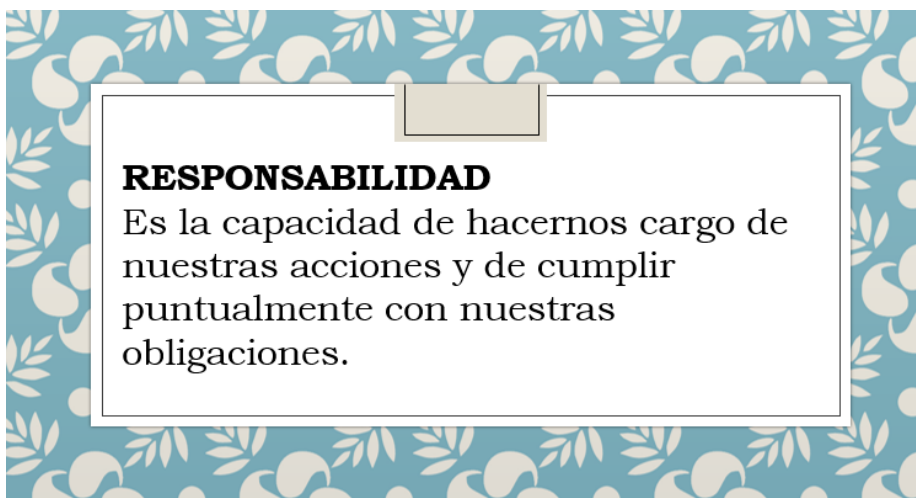 RESPONSABILIDAD
Es la capacidad de hacernos cargo de
nuestras acciones y de cumplir
puntualmente con nuestras
obligaciones.